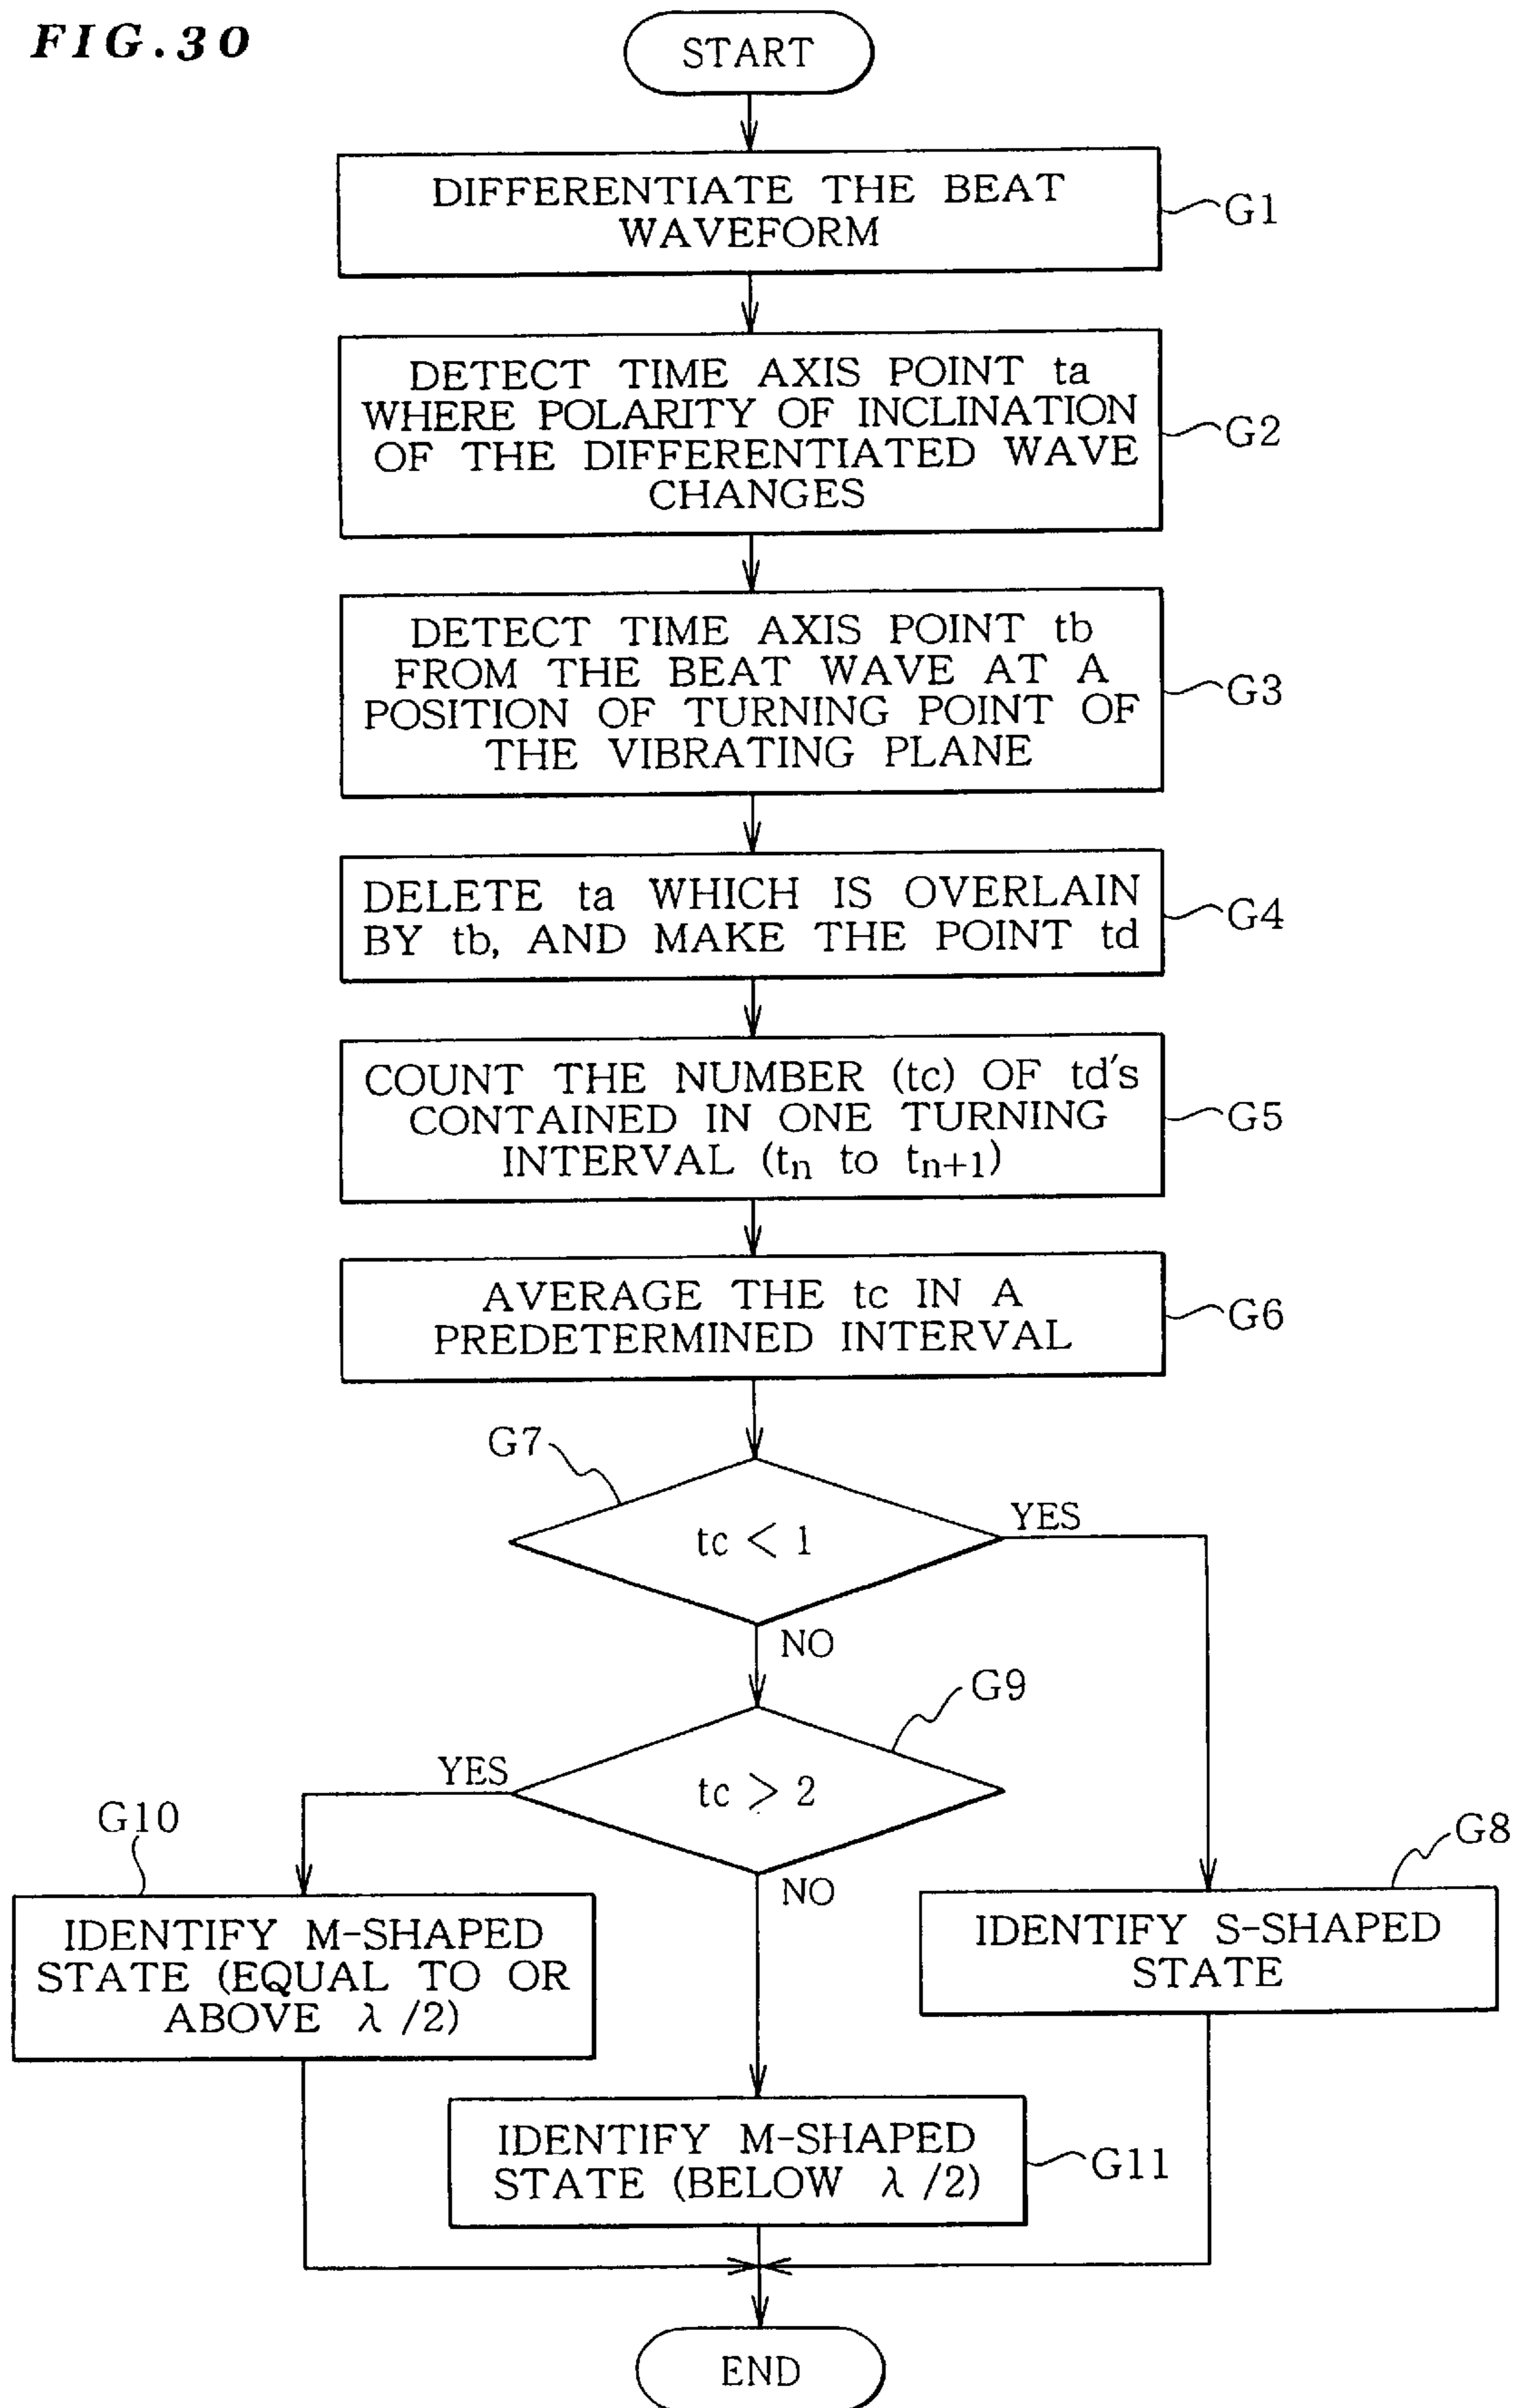 FIG.30
START
DIFFERENTIATE THE BEAT
WAVEFORM
G1
DETECT TIME AXIS POINT ta
WHERE POLARITY OF INCLINATION
OF THE DIFFERENTIATED WAVE
CHANGES
G2
DETECT TIME AXIS POINT tb
FROM THE BEAT WAVE AT A
POSITION OF TURNING POINT OF
THE VIBRATING PLANE
G3
DELETE ta WHICH IS OVERLAIN
BY tb, AND MAKE THE POINT td
G4
COUNT THE NUMBER (tc) OF td's
CONTAINED IN ONE TURNING
INTERVAL (tn to tn+1)
G5
AVERAGE THE tc IN A
PREDETERMINED INTERVAL
G6
G7
tc < 1
YES
NO
G9
tc > 2
YES
NO
G10
IDENTIFY M-SHAPED
STATE (EQUAL TO OR
ABOVE λ/2)
G8
IDENTIFY S-SHAPED
STATE
IDENTIFY M-SHAPED
STATE (BELOW λ/2)
G11
END